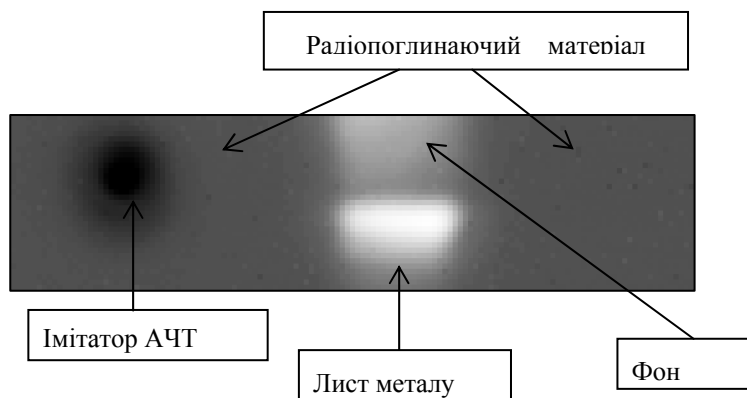 Радіопоглинаючий матеріал
Імітатор АЧТ
Лист металу
Фон